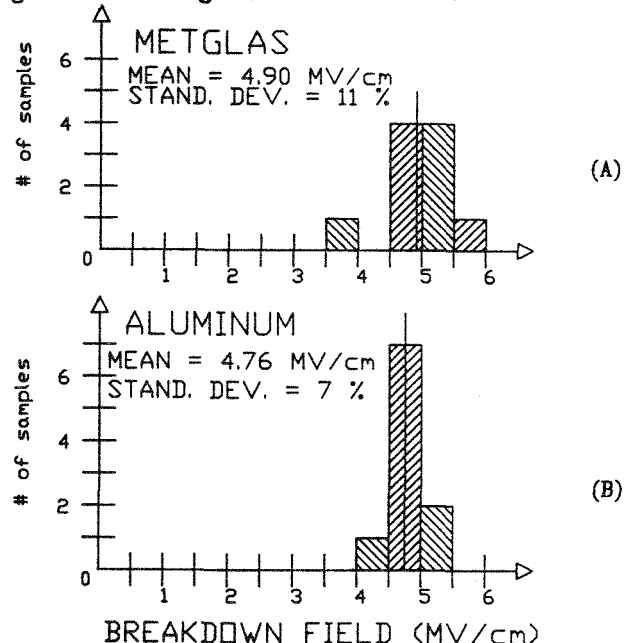 METGLAS
MEAN = 4.90 MV/cm
STAND. DEV. = 11 %
# of samples
6
4
2
0
1 2 3 4 5 6
(A)
ALUMINUM
MEAN = 4.76 MV/cm
STAND. DEV. = 7 %
# of samples
6
4
2
0
1 2 3 4 5 6
(B)
BREAKDOWN FIELD (MV/cm)